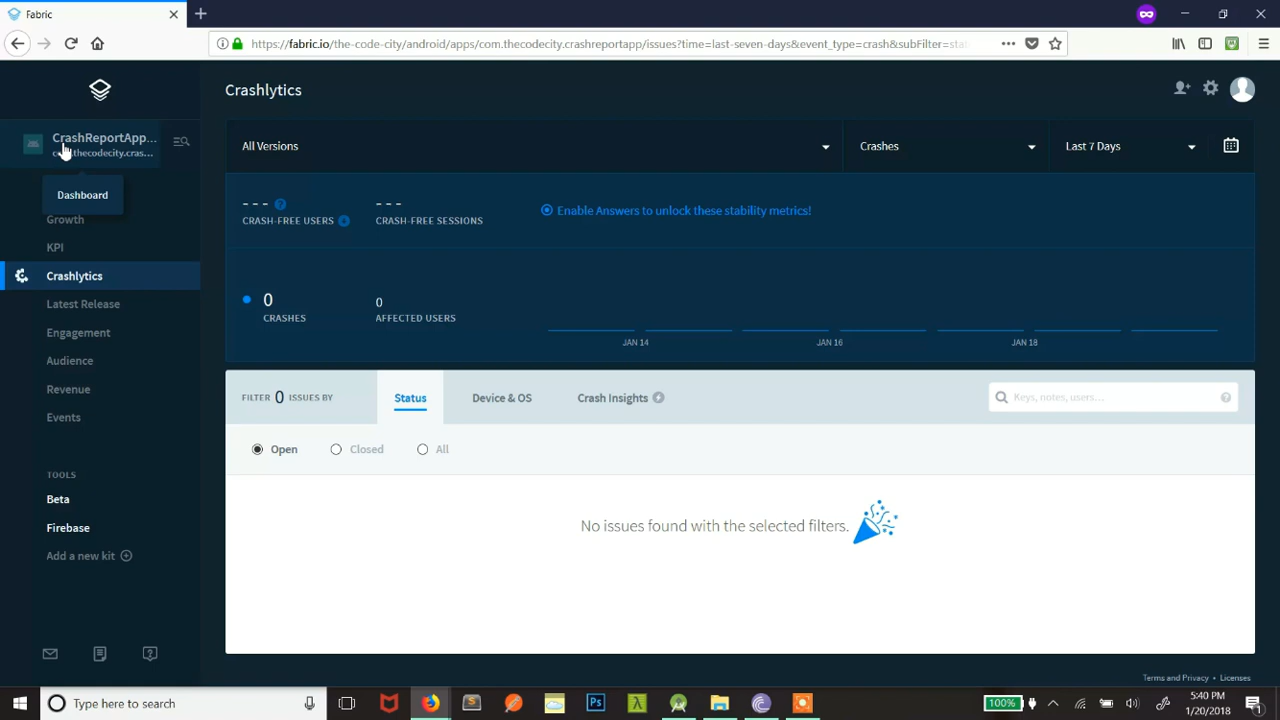 Fabric
https://fabric.io/the-code-city/android/apps/com.thecodecity.crashreportapp/issues?time=last-seven-days&event_type=crash&subFilter=sta
CrashReportApp...
com.thecodecity.cras...
Dashboard
Growth
KPI
Crashlytics
Latest Release
Engagement
Audience
Revenue
Events
TOOLS
Beta
Firebase
Add a new kit
Crashlytics
All Versions
Crashes
Last 7 Days
---
CRASH-FREE USERS
---
CRASH-FREE SESSIONS
Enable Answers to unlock these stability metrics!
0
CRASHES
0
AFFECTED USERS
JAN 14
JAN 16
JAN 18
FILTER 0 ISSUES BY
Status
Device & OS
Crash Insights
Keys, notes, users...
Open
Closed
All
No issues found with the selected filters.
Terms and Privacy • Licenses
Type here to search
100%
5:40 PM
1/20/2018